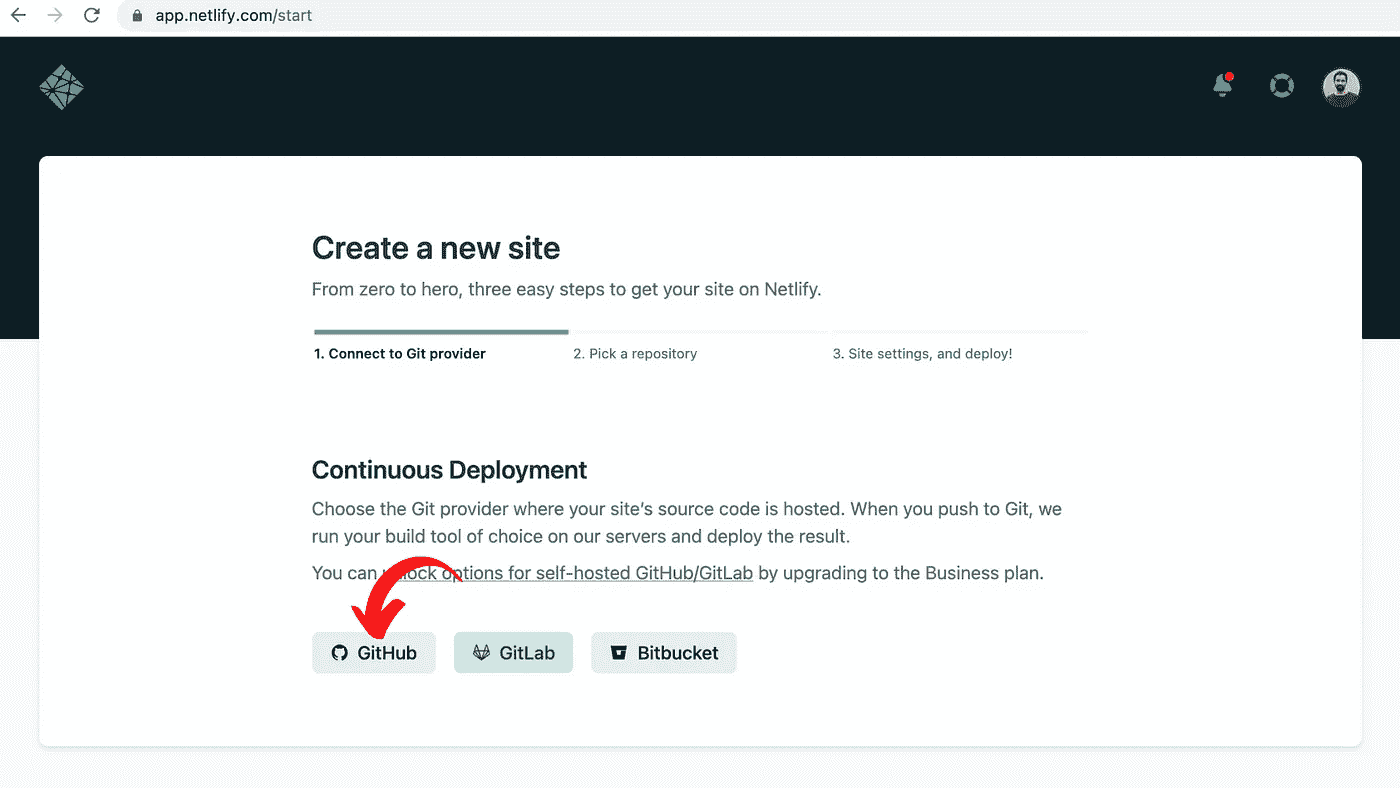 app.netlify.com/start
Create a new site
From zero to hero, three easy steps to get your site on Netlify.
1. Connect to Git provider
2. Pick a repository
3. Site settings, and deploy!
Continuous Deployment
Choose the Git provider where your site's source code is hosted. When you push to Git, we
run your build tool of choice on our servers and deploy the result.
You can unlock options for self-hosted GitHub/GitLab by upgrading to the Business plan.
GitHub
GitLab
Bitbucket